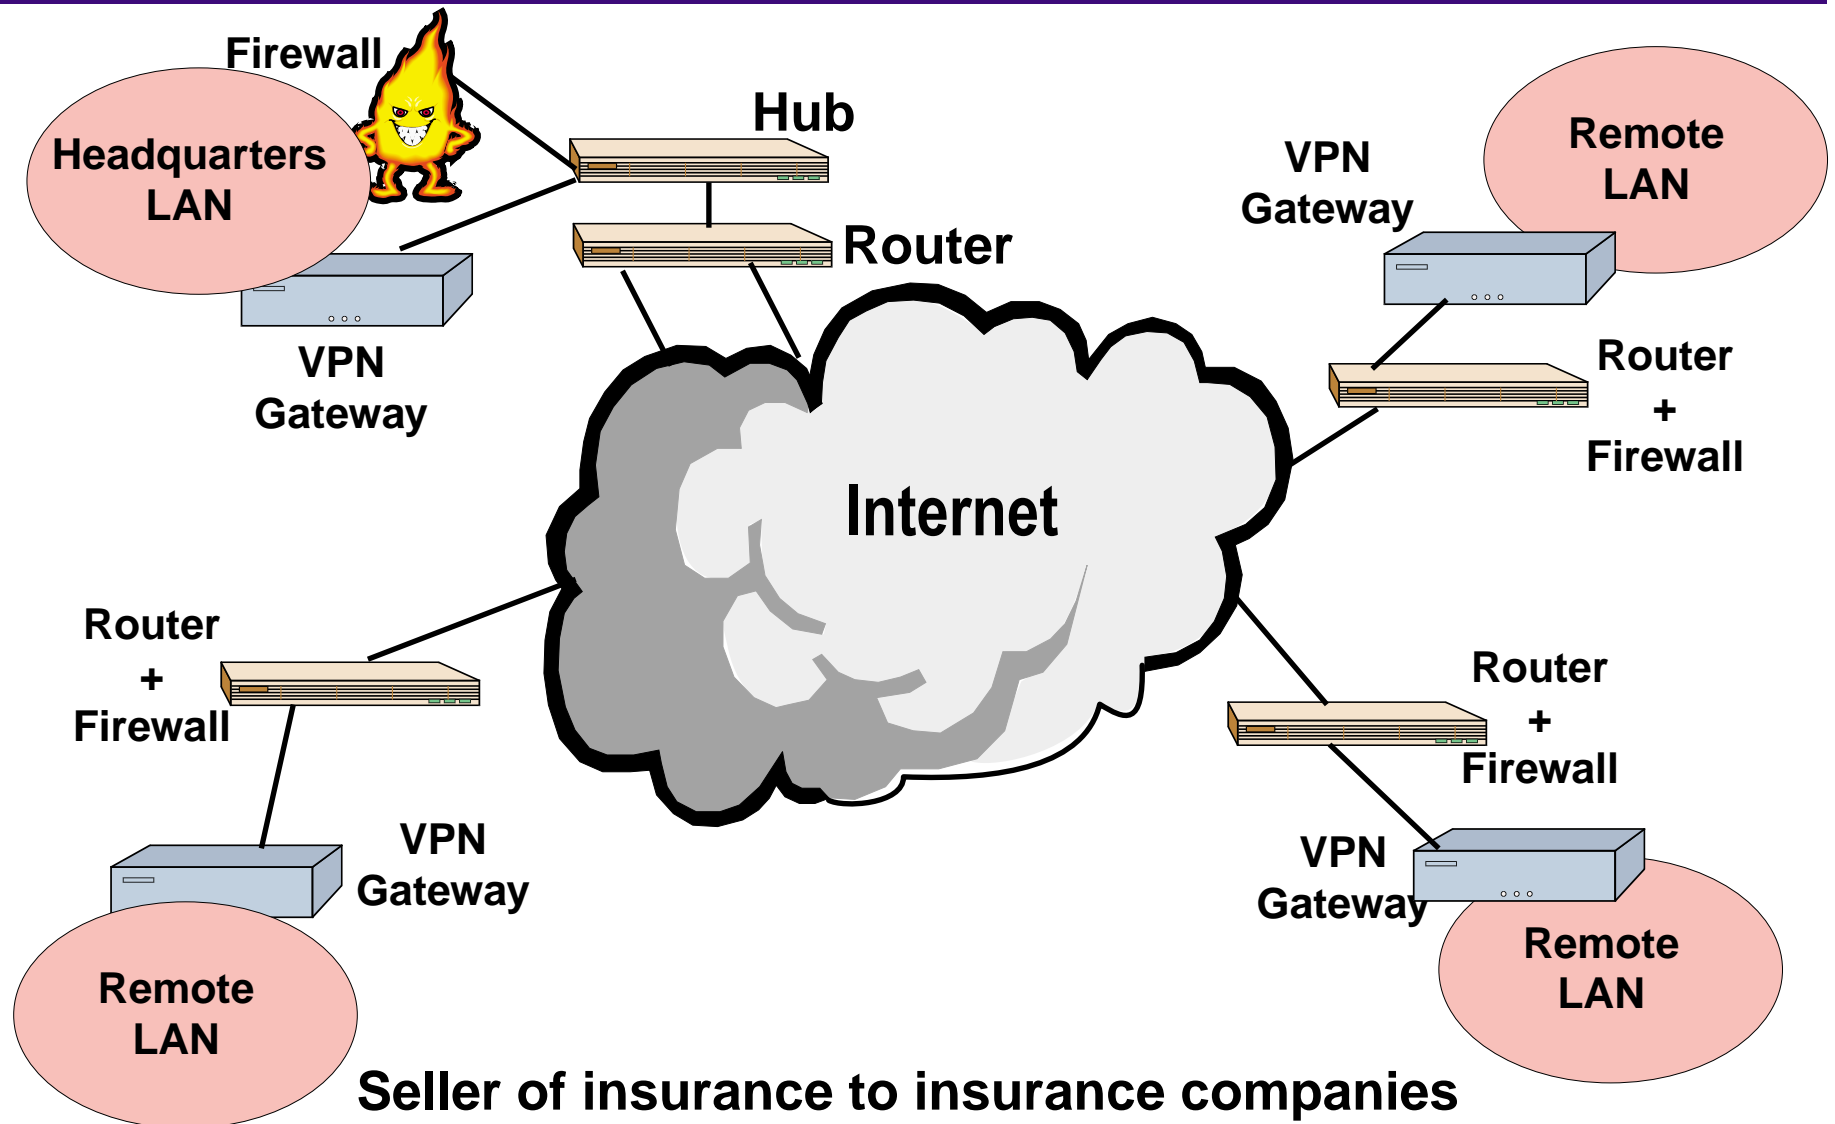 Firewall
Headquarters
LAN
Hub
Router
VPN
Gateway
VPN
Gateway
Remote
LAN
Router
+
Firewall
Internet
Router
+
Firewall
VPN
Gateway
Remote
LAN
Router
+
Firewall
VPN
Gateway
Remote
LAN
Seller of insurance to insurance companies